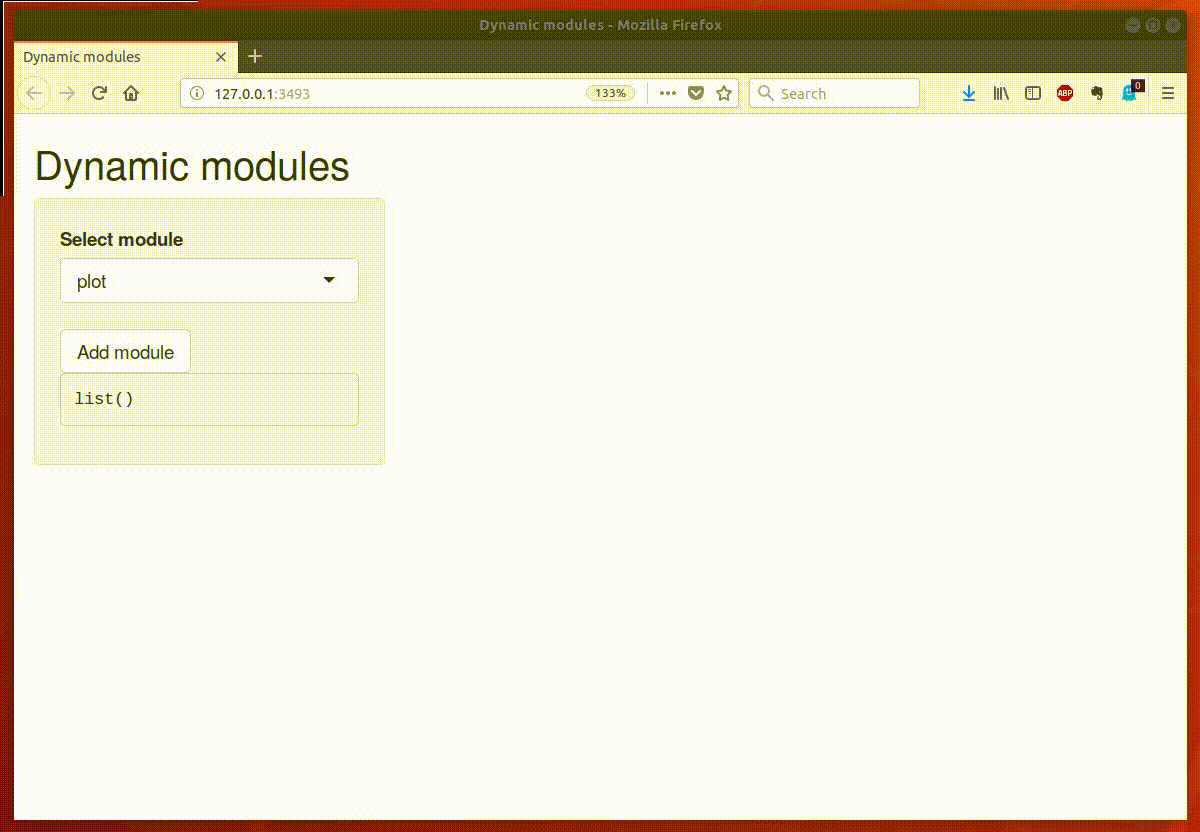 Dynamic modules - Mozilla Firefox
Dynamic modules
127.0.0.1:3493
133%
Search
ABP
0
Dynamic modules
Select module
plot
Add module
list()